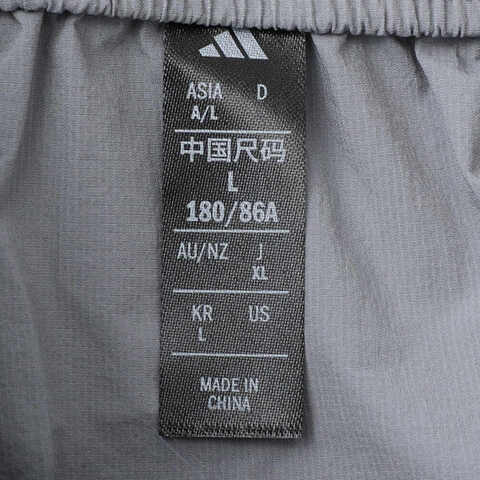 ASIA D
A/L
中国尺码
L
180/86A
AU/NZ J
XL
KR US
L
MADE IN
CHINA